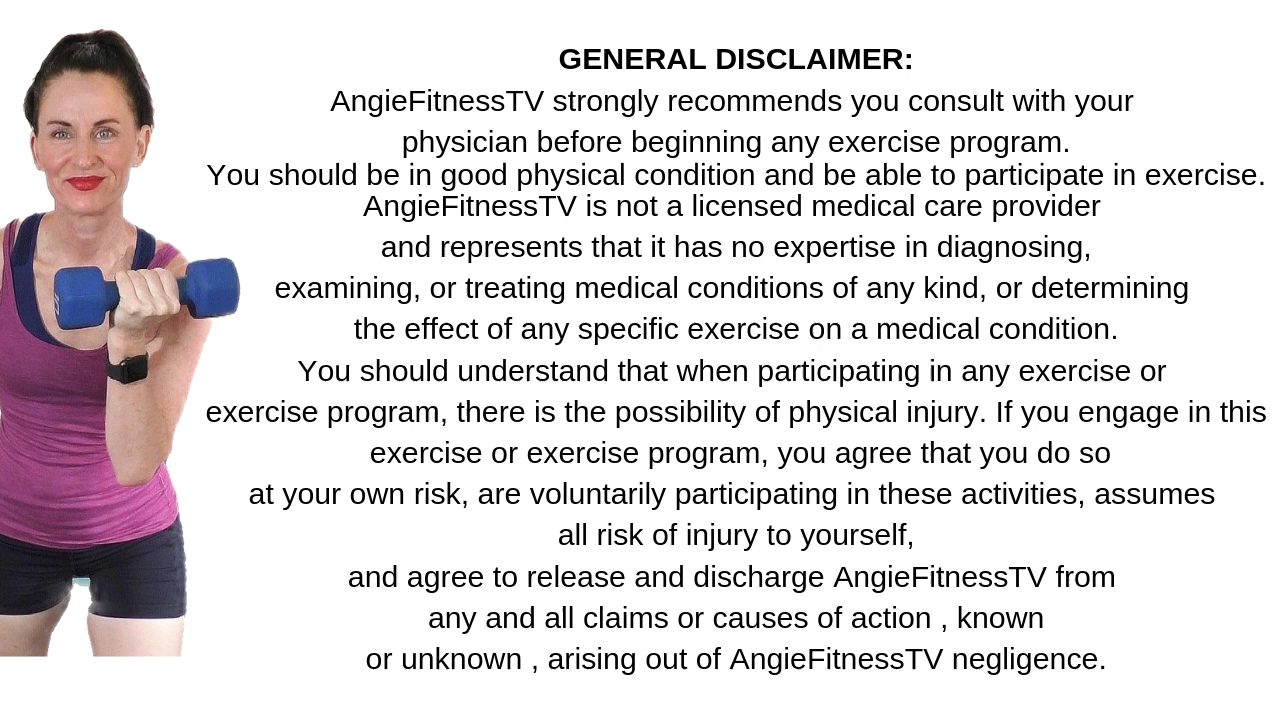 GENERAL DISCLAIMER:
AngieFitnessTV strongly recommends you consult with your
physician before beginning any exercise program.
You should be in good physical condition and be able to participate in exercise.
AngieFitnessTV is not a licensed medical care provider
and represents that it has no expertise in diagnosing,
examining, or treating medical conditions of any kind, or determining
the effect of any specific exercise on a medical condition.
You should understand that when participating in any exercise or
exercise program, there is the possibility of physical injury. If you engage in this
exercise or exercise program, you agree that you do so
at your own risk, are voluntarily participating in these activities, assumes
all risk of injury to yourself,
and agree to release and discharge AngieFitnessTV from
any and all claims or causes of action , known
or unknown , arising out of AngieFitnessTV negligence.